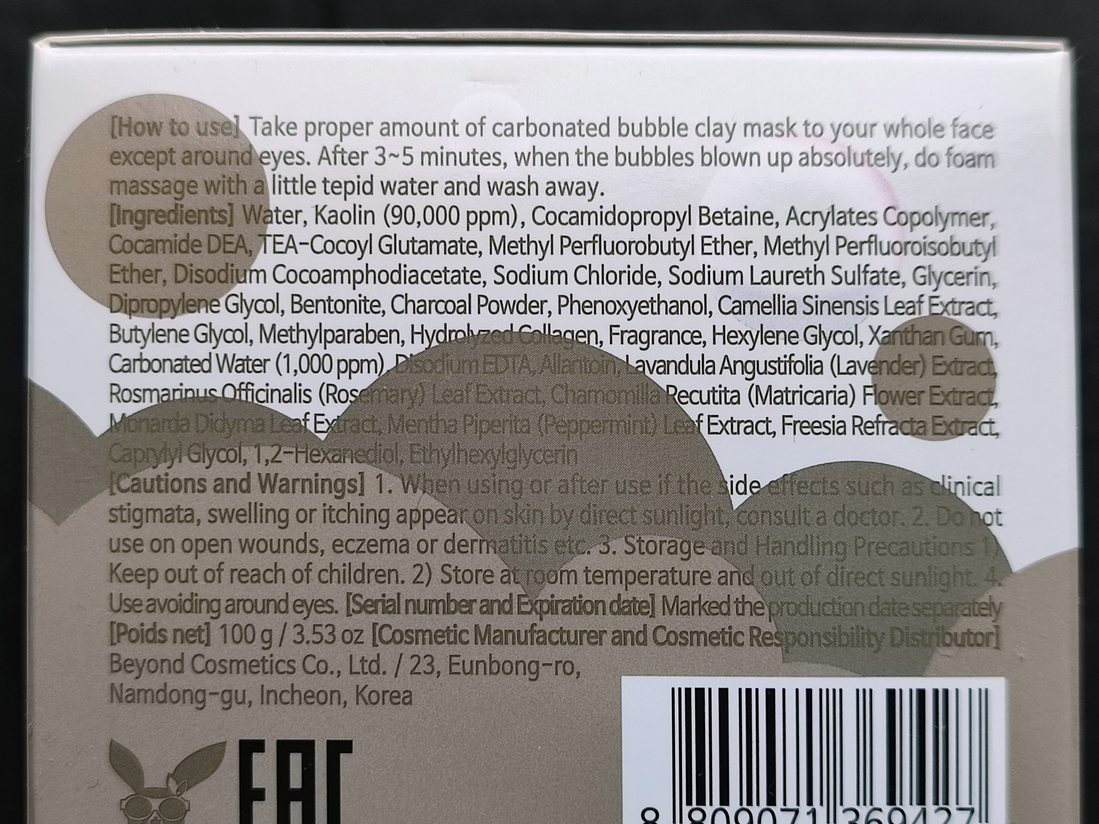 [How to use] Take proper amount of carbonated bubble clay mask to your whole face
except around eyes. After 3~5 minutes, when the bubbles blown up absolutely, do foam
massage with a little tepid water and wash away.
[Ingredients] Water, Kaolin (90,000 ppm), Cocamidopropyl Betaine, Acrylates Copolymer,
Cocamide DEA, TEA-Cocoyl Glutamate, Methyl Perfluorobutyl Ether, Methyl Perfluoroisobutyl
Ether, Disodium Cocoamphodiacetate, Sodium Chloride, Sodium Laureth Sulfate, Glycerin,
Dipropylene Glycol, Bentonite, Charcoal Powder, Phenoxyethanol, Camellia Sinensis Leaf Extract,
Butylene Glycol, Methylparaben, Hydrolyzed Collagen, Fragrance, Hexylene Glycol, Xanthan Gum,
Carbonated Water (1,000 ppm), Disodium EDTA, Allantoin, Lavandula Angustifolia (Lavender) Extract,
Rosmarinus Officinalis (Rosemary) Leaf Extract, Chamomilla Recutita (Matricaria) Flower Extract,
Monarda Didyma Leaf Extract, Mentha Piperita (Peppermint) Leaf Extract, Freesia Refracta Extract,
Caprylyl Glycol, 1,2-Hexanediol, Ethylhexylglycerin
[Cautions and Warnings] 1. When using or after use if the side effects such as clinical
stigmata, swelling or itching appear on skin by direct sunlight, consult a doctor. 2. Do not
use on open wounds, eczema or dermatitis etc. 3. Storage and Handling Precautions 1)
Keep out of reach of children. 2) Store at room temperature and out of direct sunlight. 4.
Use avoiding around eyes. [Serial number and Expiration date] Marked the production date separately
[Poids net] 100 g / 3.53 oz [Cosmetic Manufacturer and Cosmetic Responsibility Distributor]
Beyond Cosmetics Co., Ltd. / 23, Eunbong-ro,
Namdong-gu, Incheon, Korea
EAC
8 809071 369427